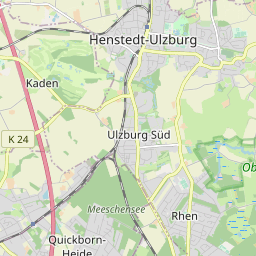 Henstedt-Ulzburg
Kaden
K 24
Ulzburg Süd
Ob
Meeschensee
Rhen
Quickborn-
Heide